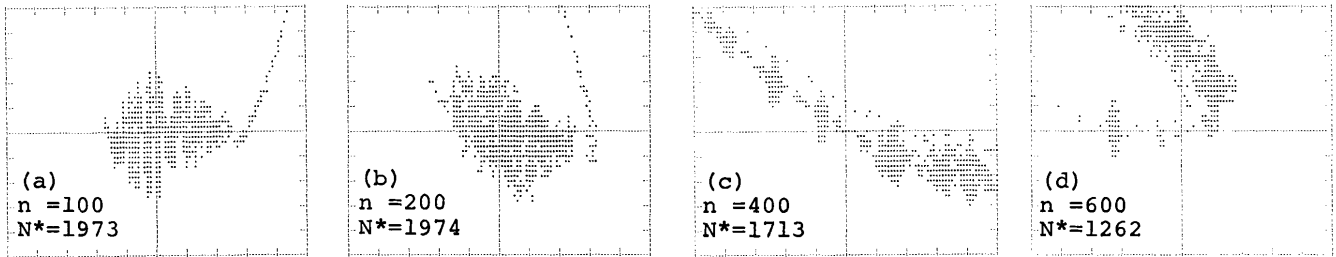 (a)
n =100
N*=1973
(b)
n =200
N*=1974
(c)
n =400
N*=1713
(d)
n =600
N*=1262